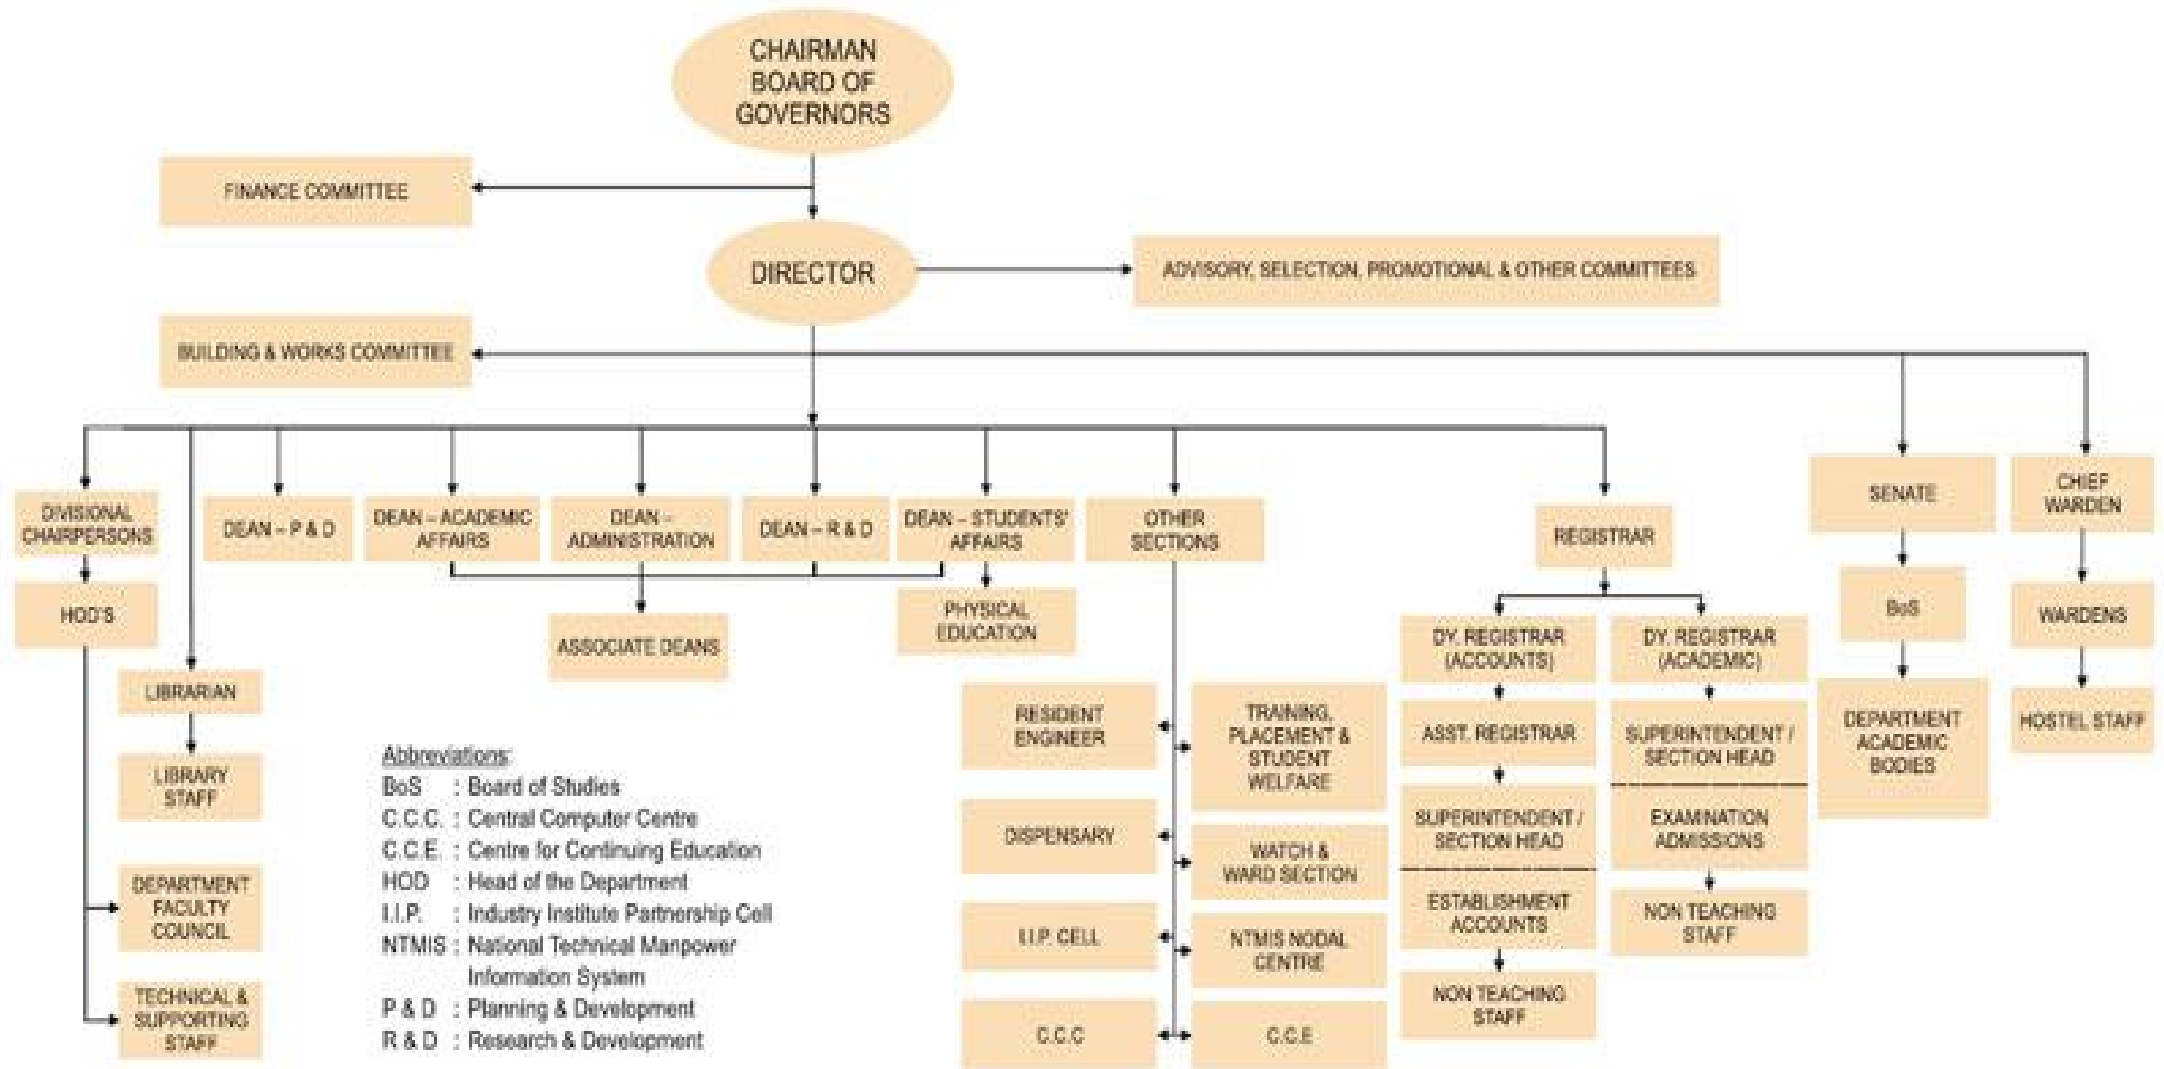 CHAIRMAN
BOARD OF
GOVERNORS
FINANCE COMMITTEE
DIRECTOR
ADVISORY, SELECTION, PROMOTIONAL & OTHER COMMITTEES
BUILDING & WORKS COMMITTEE
DIVISIONAL
CHAIRPERSONS
DEAN – P & D
DEAN – ACADEMIC
AFFAIRS
DEAN –
ADMINISTRATION
DEAN – R & D
DEAN – STUDENTS'
AFFAIRS
OTHER
SECTIONS
REGISTRAR
SENATE
CHIEF
WARDEN
HOD'S
ASSOCIATE DEANS
PHYSICAL
EDUCATION
DY. REGISTRAR
(ACCOUNTS)
DY. REGISTRAR
(ACADEMIC)
BoS
WARDENS
LIBRARIAN
LIBRARY
STAFF
DEPARTMENT
FACULTY
COUNCIL
TECHNICAL &
SUPPORTING
STAFF
Abbreviations:
BoS : Board of Studies
C.C.C. : Central Computer Centre
C.C.E. : Centre for Continuing Education
HOD : Head of the Department
I.I.P. : Industry Institute Partnership Cell
NTMIS : National Technical Manpower
Information System
P & D : Planning & Development
R & D : Research & Development
RESIDENT
ENGINEER
TRAINING,
PLACEMENT &
STUDENT
WELFARE
DISPENSARY
WATCH &
WARD SECTION
I.I.P. CELL
NTMIS NODAL
CENTRE
C.C.C
C.C.E
ASST. REGISTRAR
SUPERINTENDENT /
SECTION HEAD
ESTABLISHMENT
ACCOUNTS
NON TEACHING
STAFF
SUPERINTENDENT /
SECTION HEAD
EXAMINATION
ADMISSIONS
NON TEACHING
STAFF
DEPARTMENT
ACADEMIC
BODIES
HOSTEL STAFF